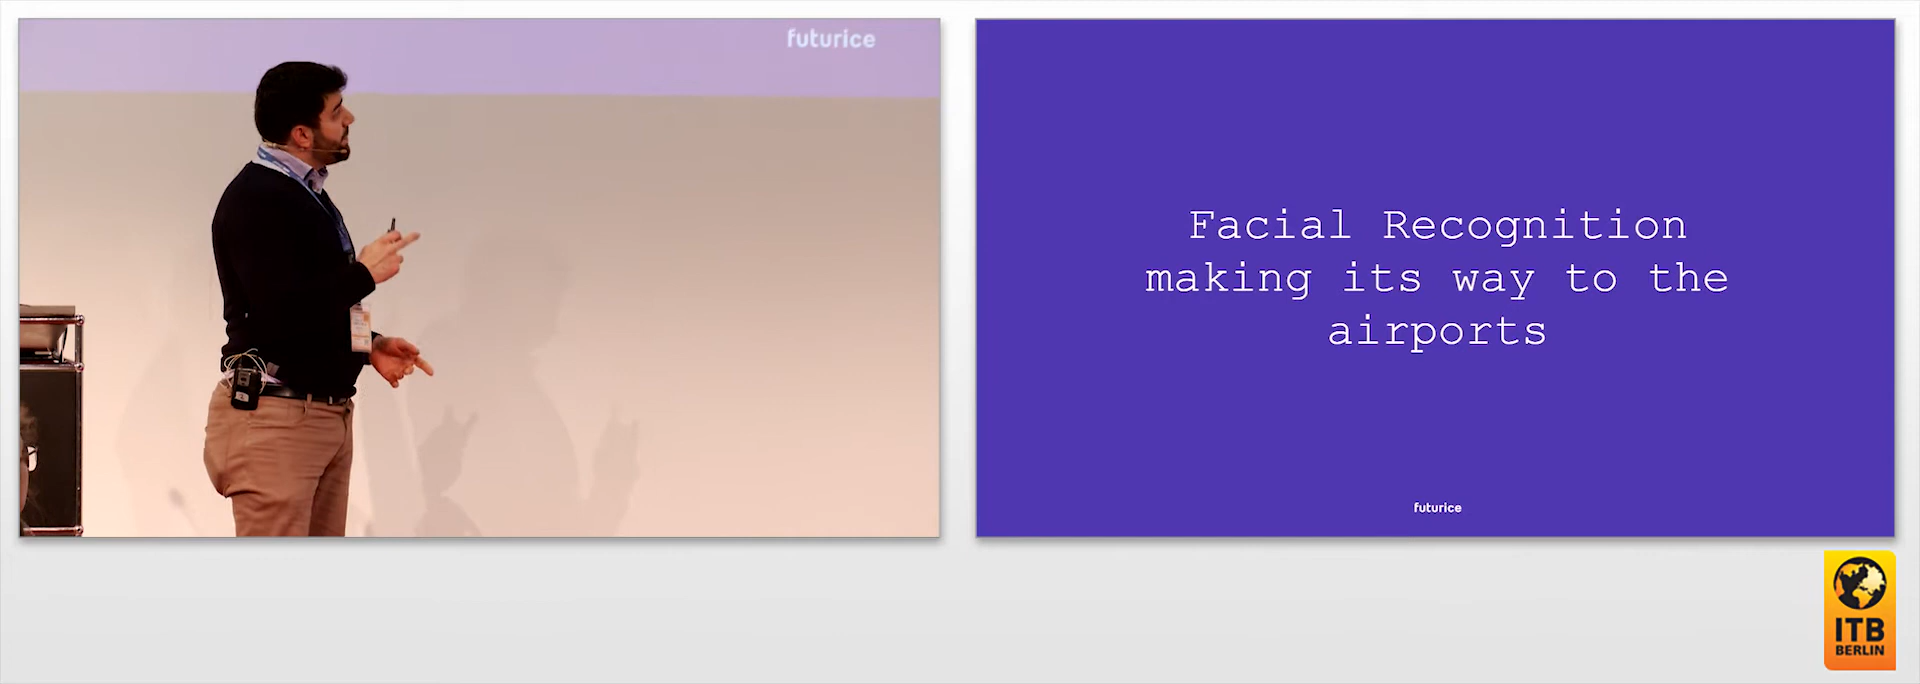 futurice
Facial Recognition
making its way to the
airports
futurice
ITB
BERLIN